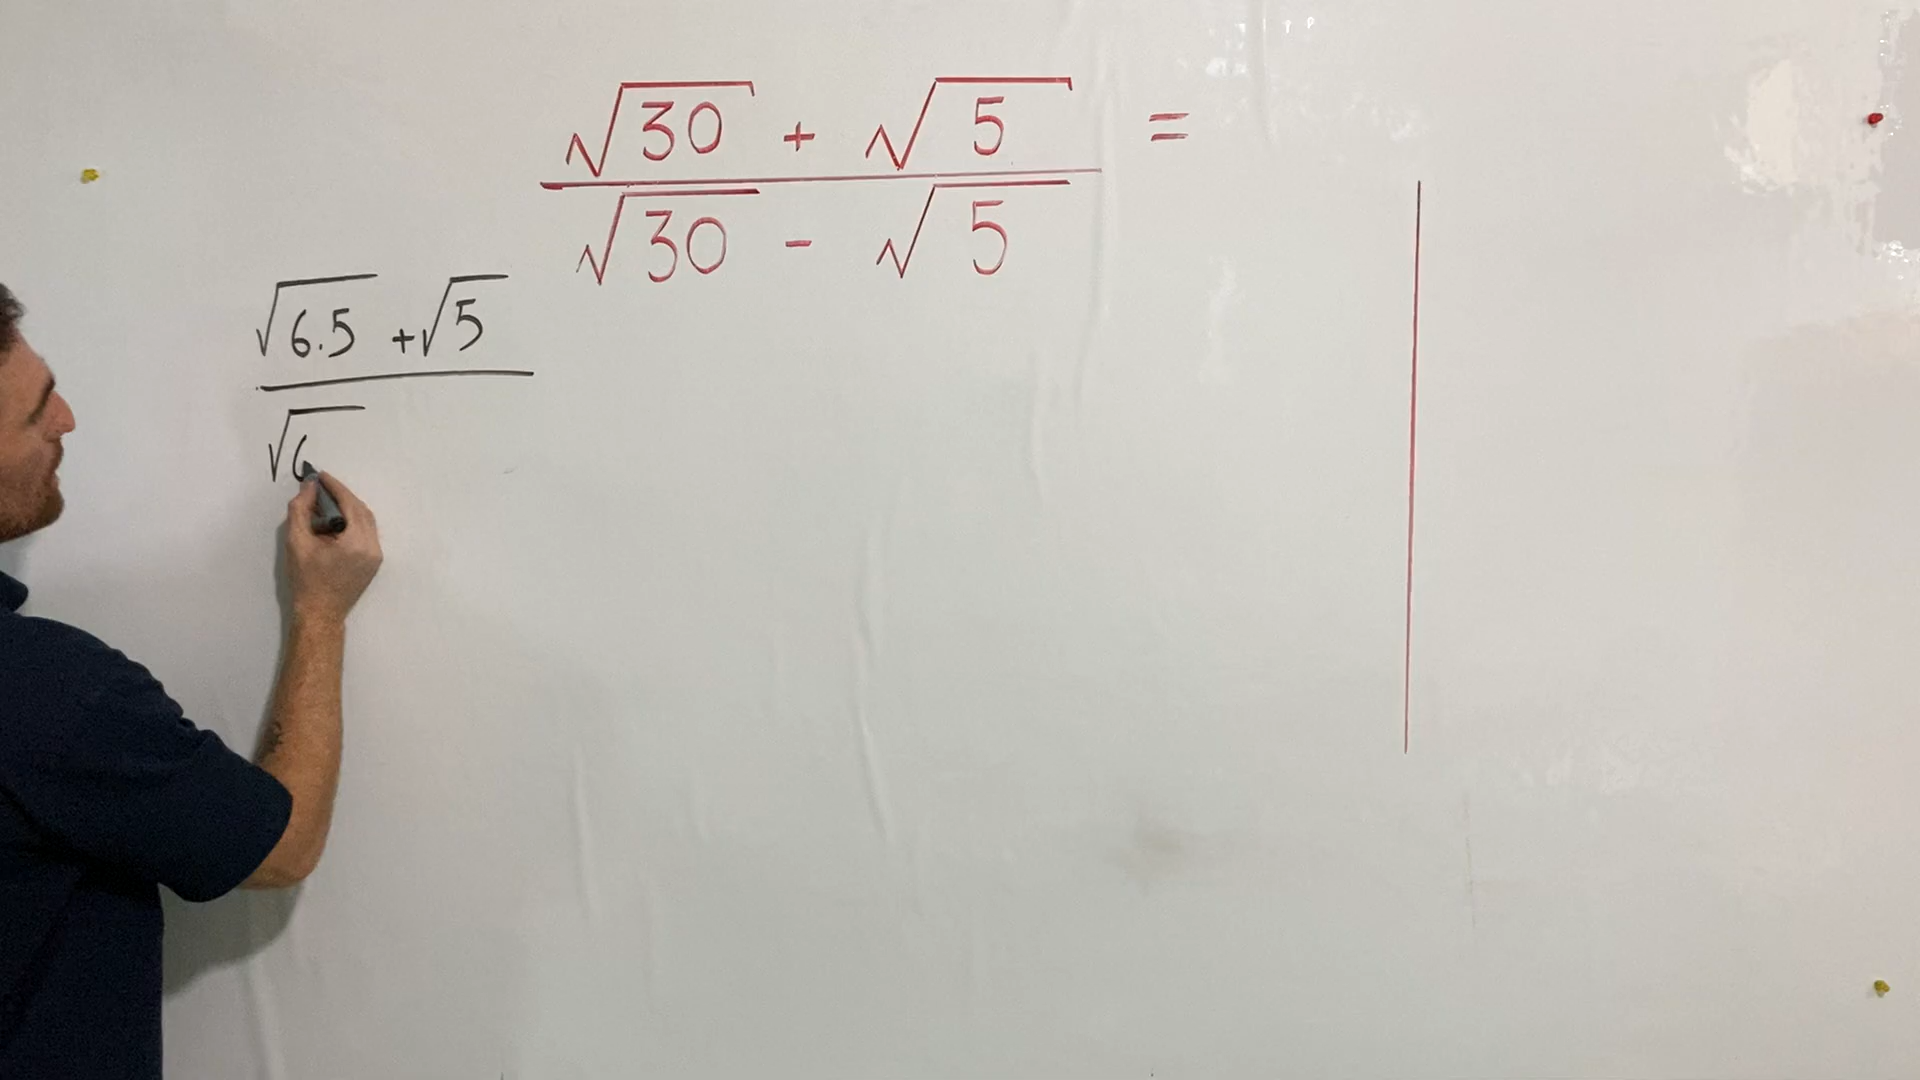 √30 + √5 =
√30 - √5
√6.5 + √5
√6